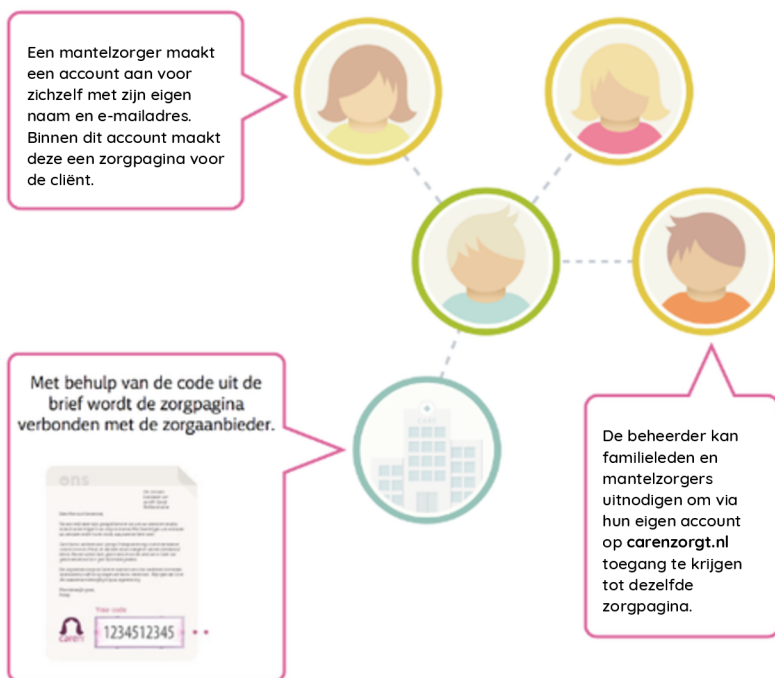 Een mantelzorger maakt
een account aan voor
zichzelf met zijn eigen
naam en e-mailadres.
Binnen dit account maakt
deze een zorgpagina voor
de cliënt.
Met behulp van de code uit de
brief wordt de zorgpagina
verbonden met de zorgaanbieder.
ons
Your code
1234512345
caren
De beheerder kan
familieleden en
mantelzorgers
uitnodigen om via
hun eigen account
op carenzorgt.nl
toegang te krijgen
tot dezelfde
zorgpagina.